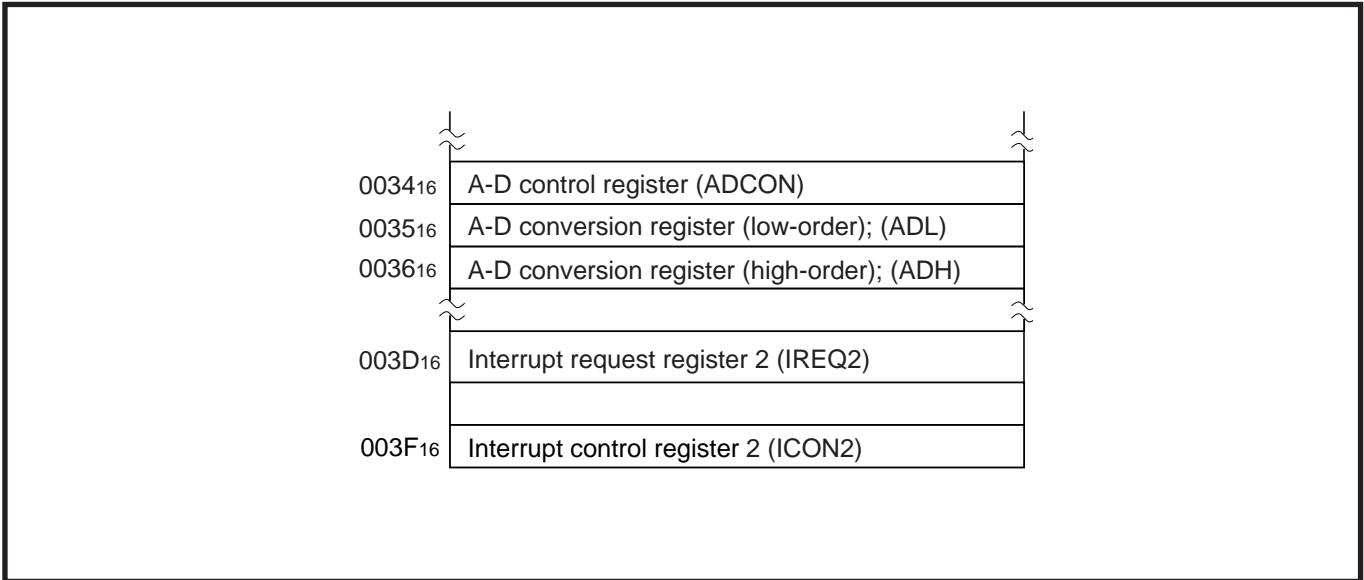 0034₁₆ A-D control register (ADCON)
0035₁₆ A-D conversion register (low-order); (ADL)
0036₁₆ A-D conversion register (high-order); (ADH)
003D₁₆ Interrupt request register 2 (IREQ2)
003F₁₆ Interrupt control register 2 (ICON2)